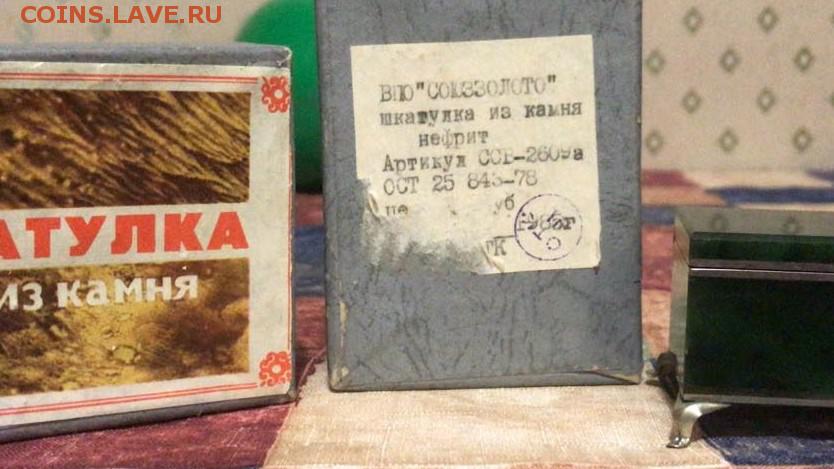 COINS.LAVE.RU
АТУЛКА
ИЗ КАМНЯ
ВПО "СОЮЗЗОЛОТО"
шкатулка из камня
нефрит
Артикул ССВ-2609а
ОСТ 25 843-78